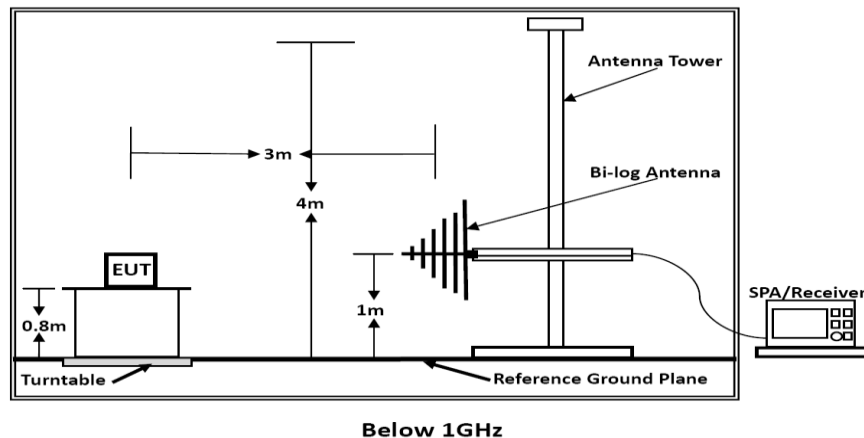 Antenna Tower
3m
Bi-log Antenna
4m
EUT
SPA/Receiver
0.8m
1m
Turntable
Reference Ground Plane
Below 1GHz